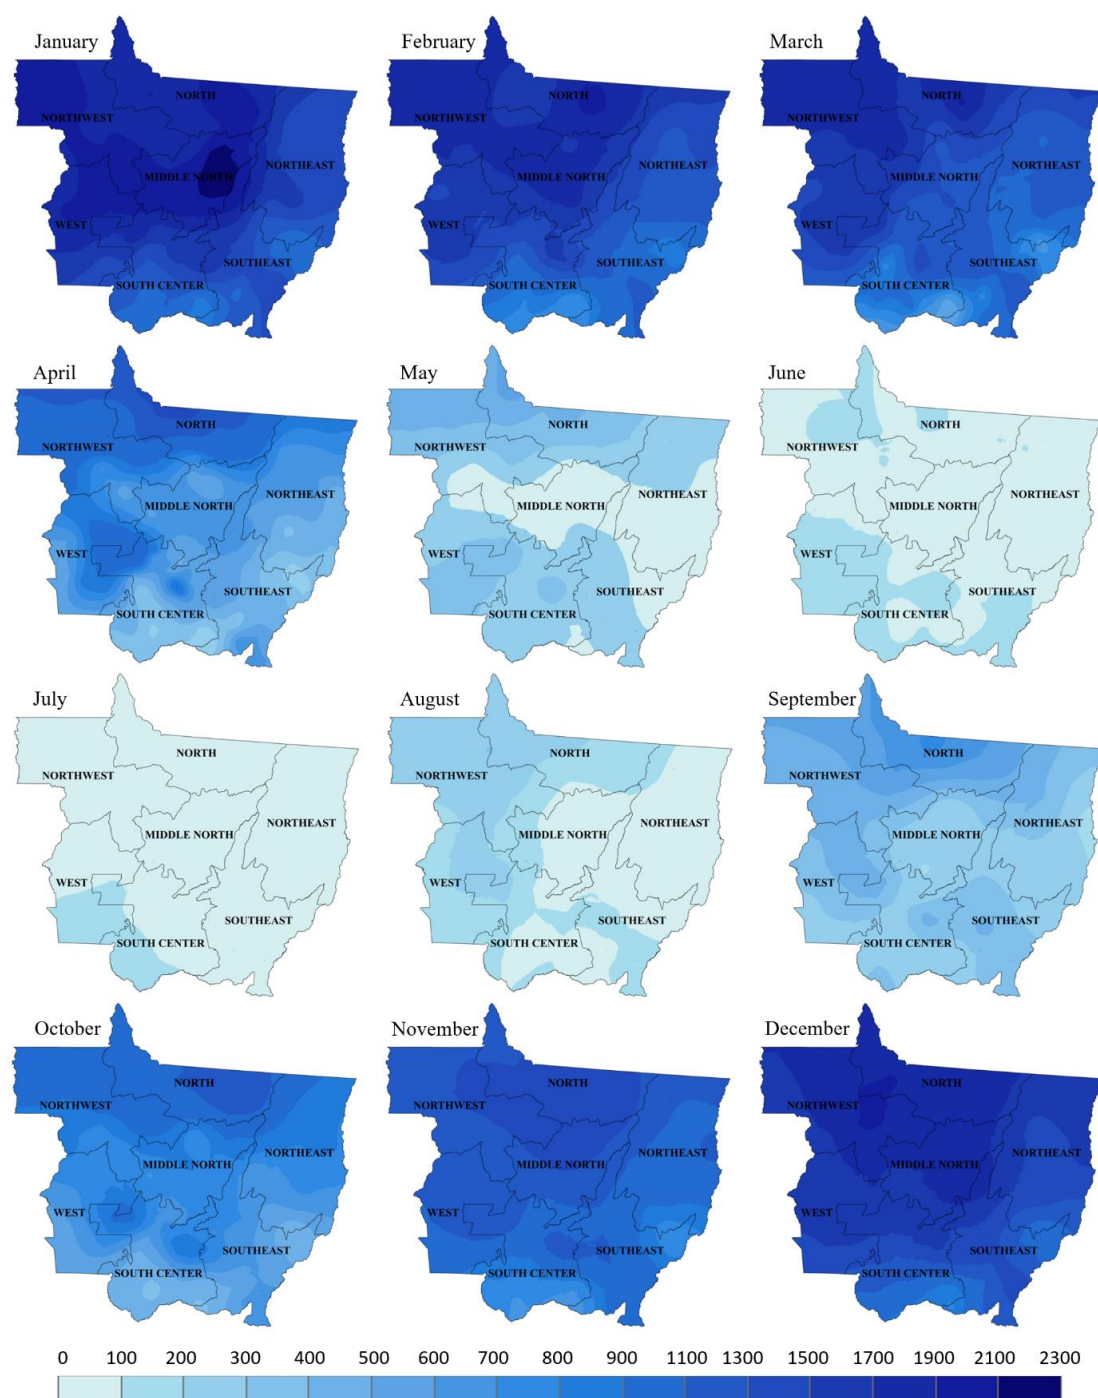 January
February
March
NORTH
NORTHWEST
NORTHEAST
MIDDLE NORTH
WEST
SOUTHEAST
SOUTH CENTER
NORTH
NORTHWEST
NORTHEAST
MIDDLE NORTH
WEST
SOUTHEAST
SOUTH CENTER
NORTH
NORTHWEST
NORTHEAST
MIDDLE NORTH
WEST
SOUTHEAST
SOUTH CENTER
April
May
June
NORTH
NORTHWEST
NORTHEAST
MIDDLE NORTH
WEST
SOUTHEAST
SOUTH CENTER
NORTH
NORTHWEST
NORTHEAST
MIDDLE NORTH
WEST
SOUTHEAST
SOUTH CENTER
NORTH
NORTHWEST
NORTHEAST
MIDDLE NORTH
WEST
SOUTHEAST
SOUTH CENTER
July
August
September
NORTH
NORTHWEST
NORTHEAST
MIDDLE NORTH
WEST
SOUTHEAST
SOUTH CENTER
NORTH
NORTHWEST
NORTHEAST
MIDDLE NORTH
WEST
SOUTHEAST
SOUTH CENTER
NORTH
NORTHWEST
NORTHEAST
MIDDLE NORTH
WEST
SOUTHEAST
SOUTH CENTER
October
November
December
NORTH
NORTHWEST
NORTHEAST
MIDDLE NORTH
WEST
SOUTHEAST
SOUTH CENTER
NORTH
NORTHWEST
NORTHEAST
MIDDLE NORTH
WEST
SOUTHEAST
SOUTH CENTER
NORTH
NORTHWEST
NORTHEAST
MIDDLE NORTH
WEST
SOUTHEAST
SOUTH CENTER
0 100 200 300 400 500 600 700 800 900 1100 1300 1500 1700 1900 2100 2300